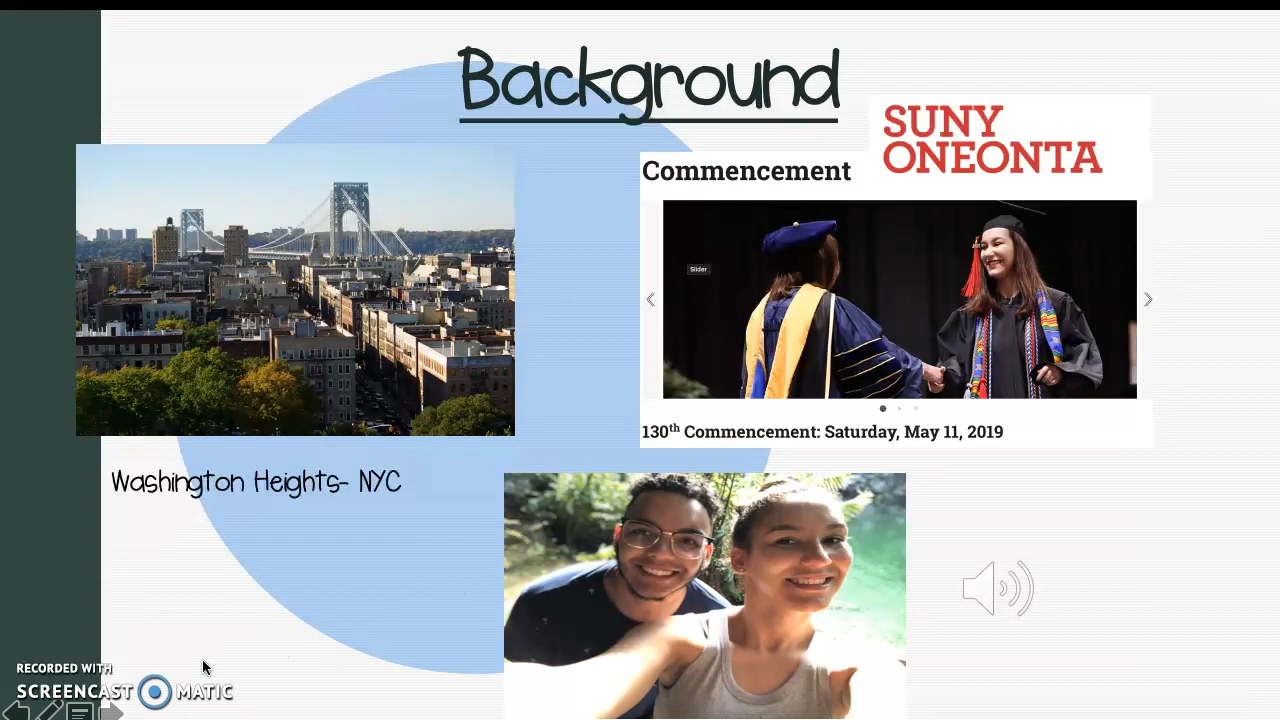 Background
SUNY
ONEONTA
Commencement
Slider
130th Commencement: Saturday, May 11, 2019
Washington Heights- NYC
RECORDED WITH
SCREENCAST MATIC